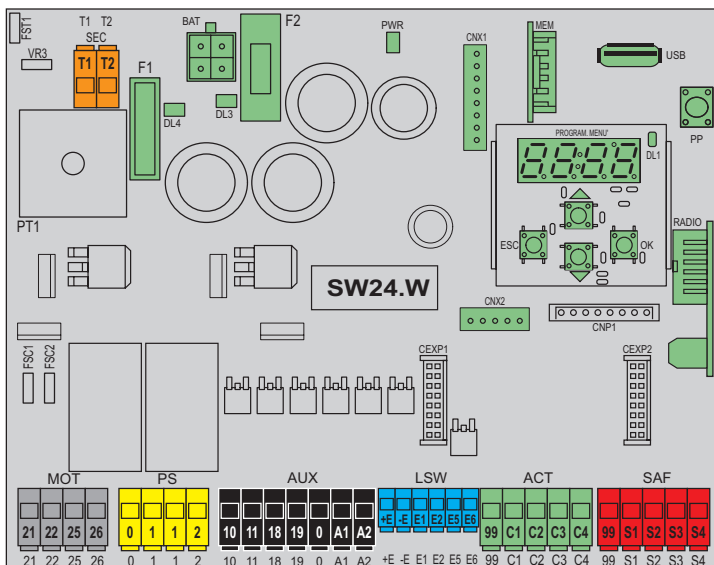 FST1
VR3
T1 T2
SEC
T1 T2
F1
BAT
F2
DL4
DL3
PWR
CNX1
MEM
USB
PP
PROGRAM. MENU'
8888
DL1
ESC
OK
RADIO
PT1
SW24.W
CNX2
CNP1
FSC1
FSC2
CEXP1
CEXP2
MOT PS AUX LSW ACT SAF
21 22 25 26 0 1 1 2 10 11 18 19 0 A1 A2 +E -E E1 E2 E5 E6 99 C1 C2 C3 C4 99 S1 S2 S3 S4
21 22 25 26 0 1 1 2 10 11 18 19 0 A1 A2 +E -E E1 E2 E5 E6 99 C1 C2 C3 C4 99 S1 S2 S3 S4